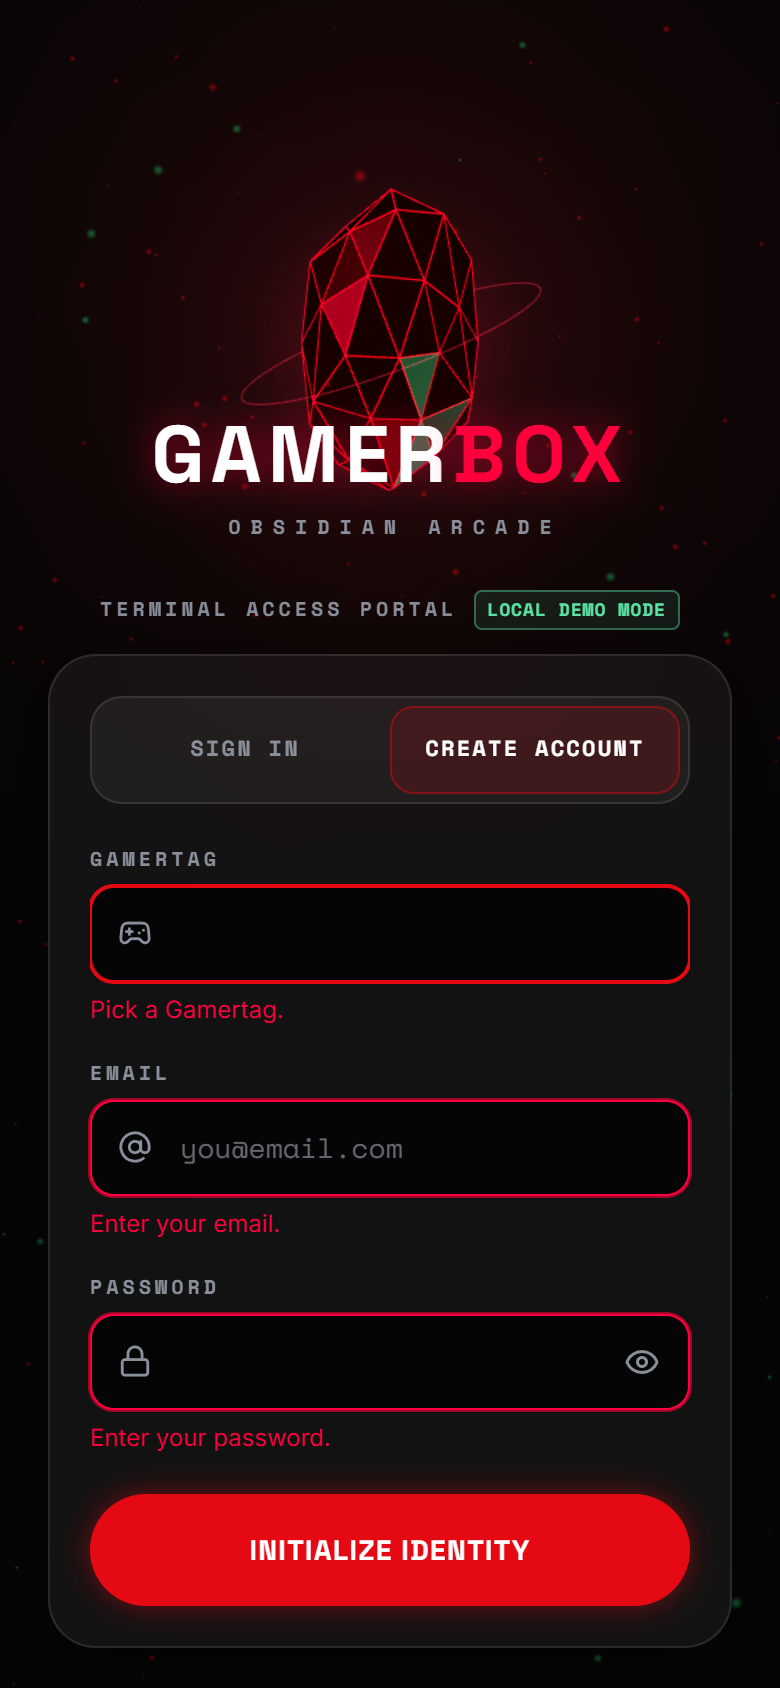 GAMERBOX
OBSIDIAN ARCADE
TERMINAL ACCESS PORTAL LOCAL DEMO MODE
SIGN IN CREATE ACCOUNT
GAMERTAG
Pick a Gamertag.
EMAIL
you@email.com
Enter your email.
PASSWORD
Enter your password.
INITIALIZE IDENTITY